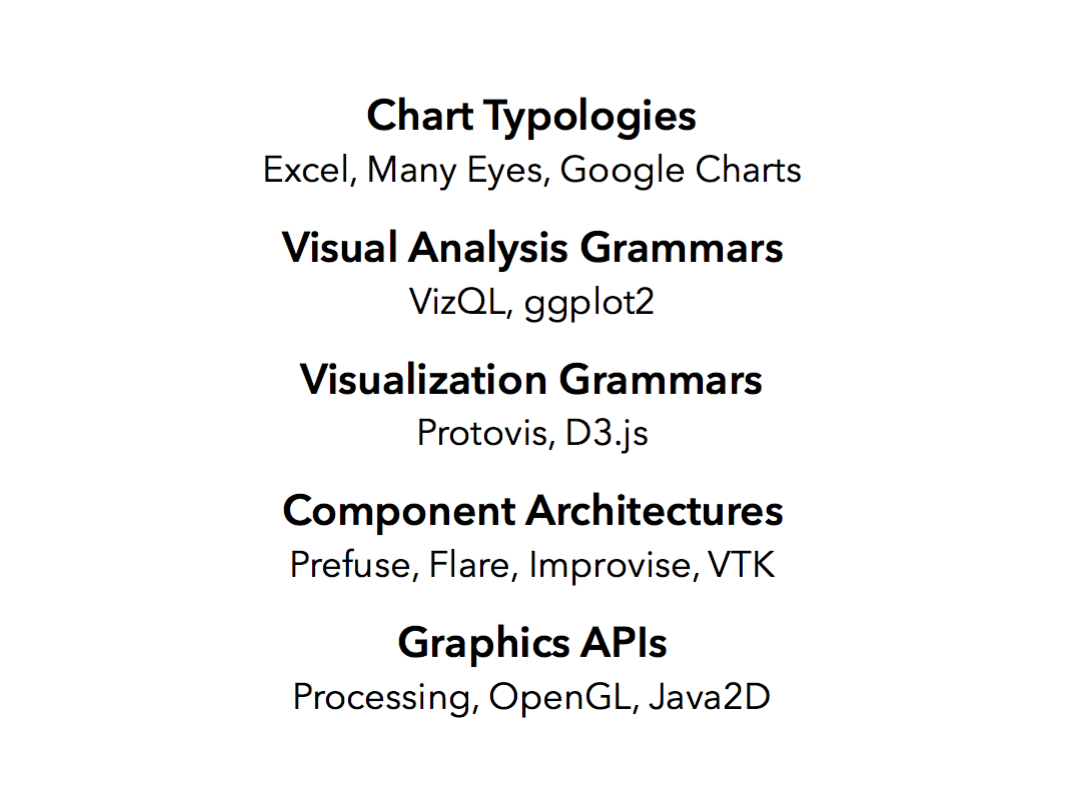 Chart Typologies
Excel, Many Eyes, Google Charts
Visual Analysis Grammars
VizQL, ggplot2
Visualization Grammars
Protovis, D3.js
Component Architectures
Prefuse, Flare, Improvise, VTK
Graphics APIs
Processing, OpenGL, Java2D